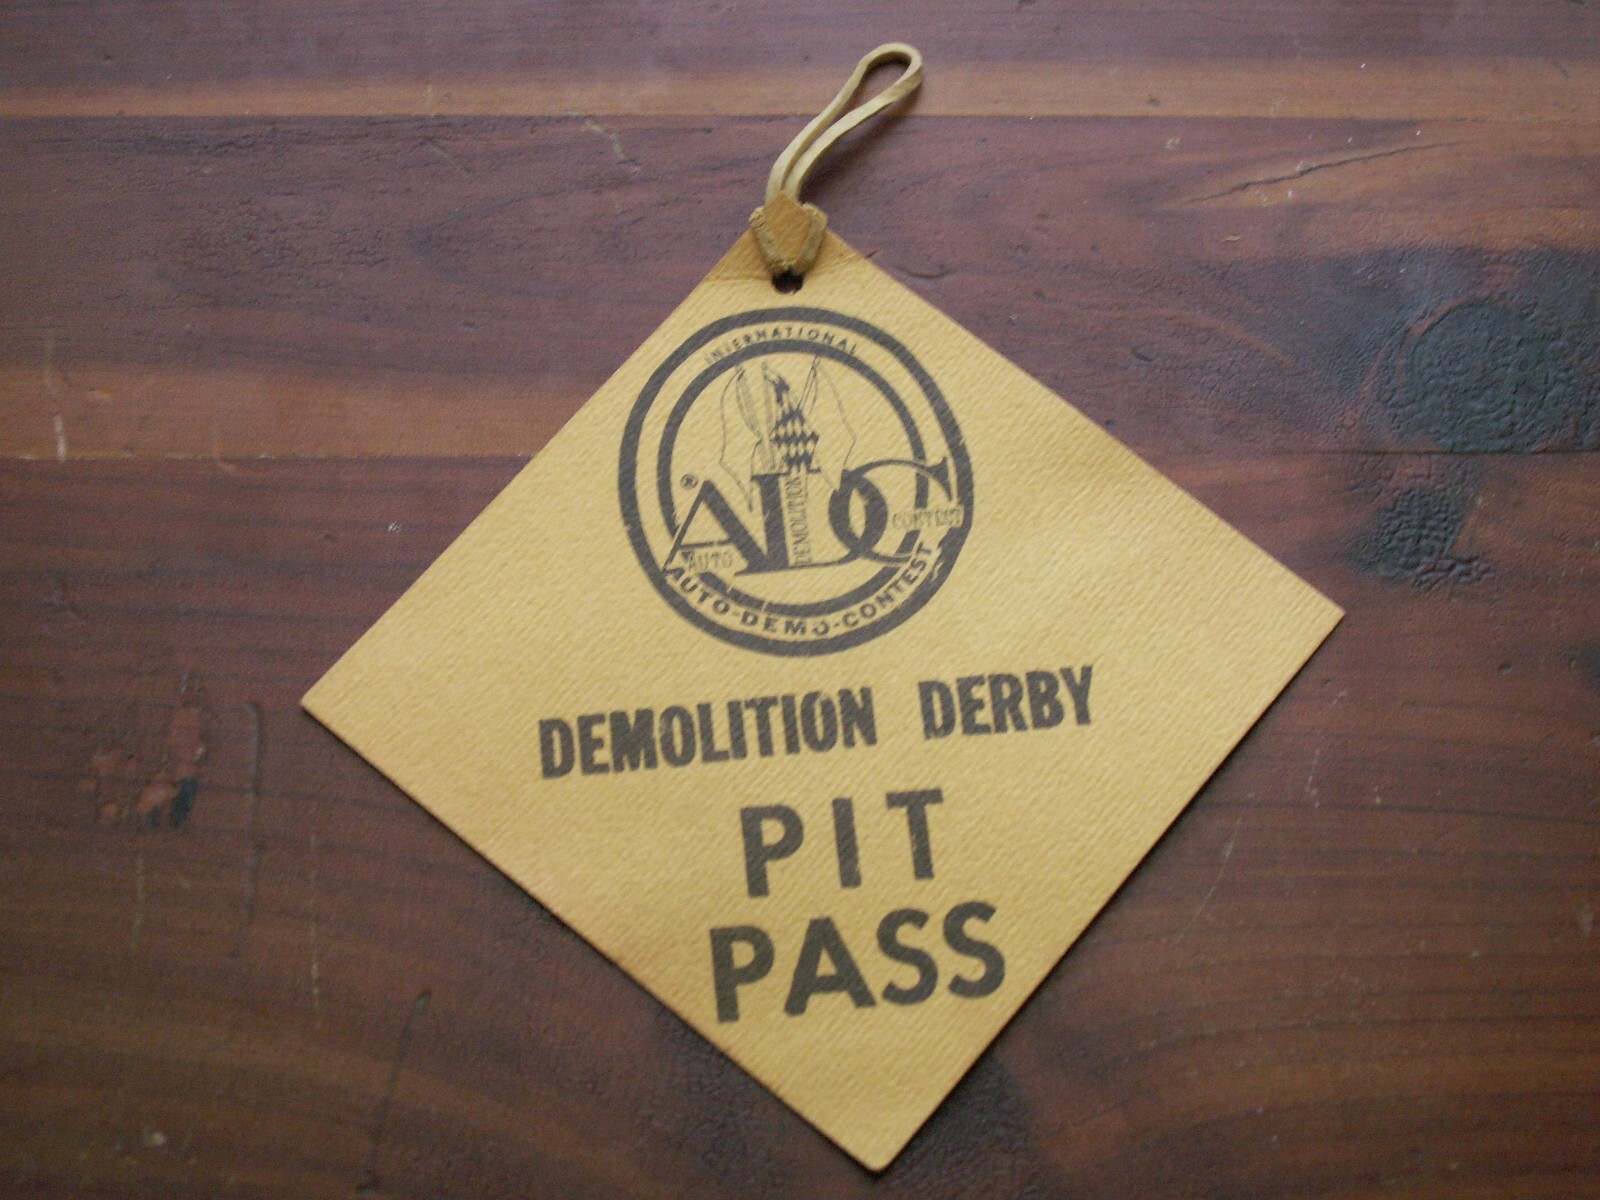 INTERNATIONAL
®
ADC
AUTO
DEMOLITION
CONTEST
AUTO-DEMO-CONTEST
DEMOLITION DERBY
PIT
PASS